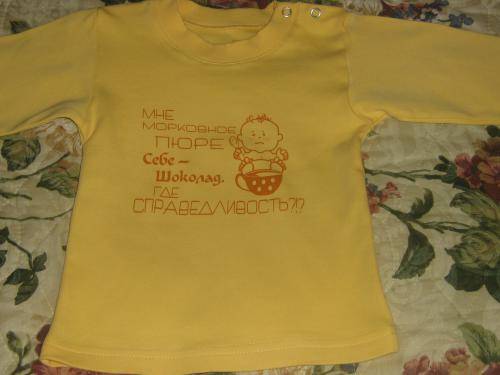 МНЕ
МОРКОВНОЕ
ПЮРЕ
Себе –
Шоколад.
ГДЕ
СПРАВЕДЛИВОСТЬ?!?